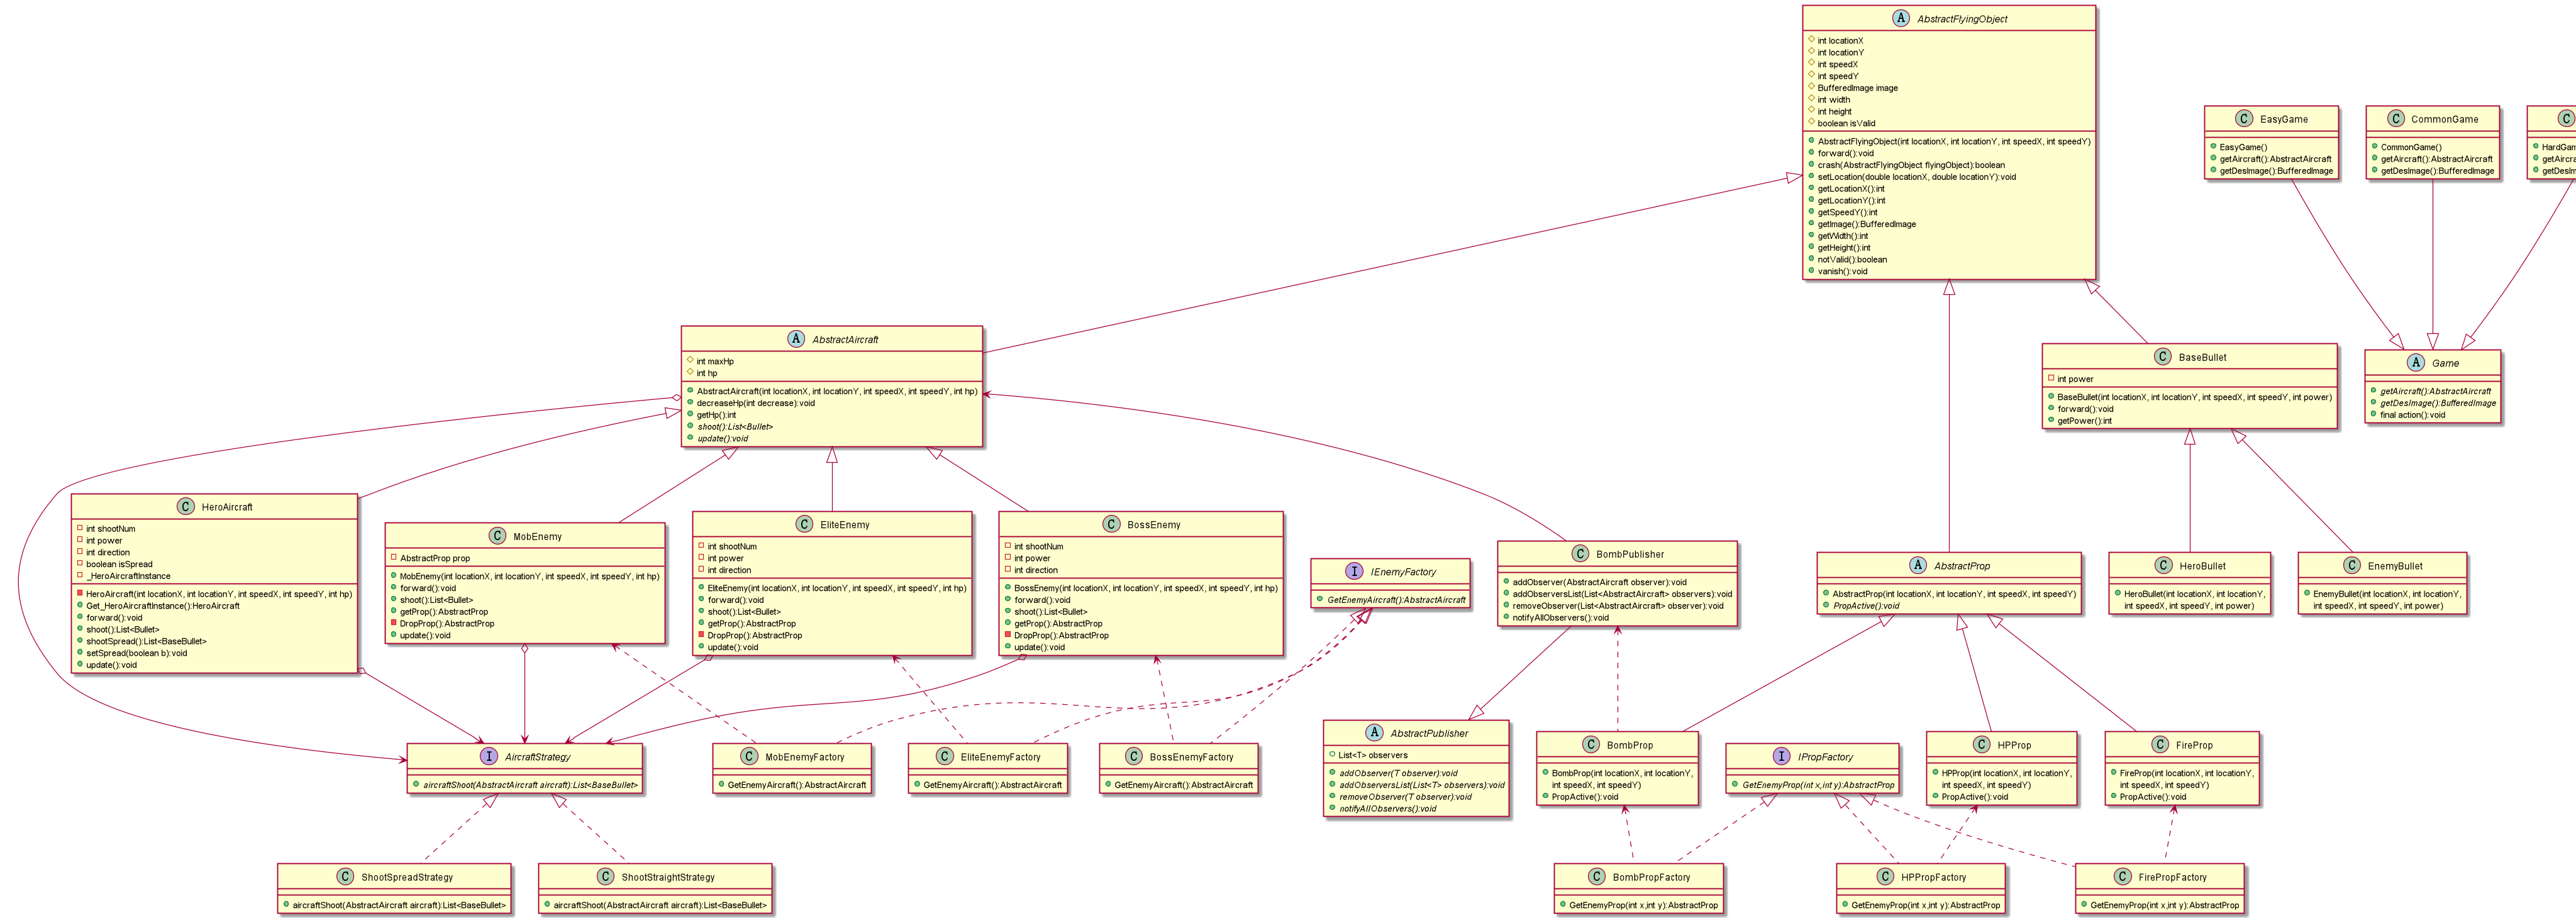 A AbstractFlyingObject
int locationX
int locationY
int speedX
int speedY
BufferedImage image
int width
int height
boolean isValid
AbstractFlyingObject(int locationX, int locationY, int speedX, int speedY)
forward():void
crash(AbstractFlyingObject flyingObject):boolean
setLocation(double locationX, double locationY):void
getLocationX():int
getLocationY():int
getSpeedY():int
getImage():BufferedImage
getWidth():int
getHeight():int
notValid():boolean
vanish():void
C EasyGame
EasyGame()
getAircraft():AbstractAircraft
getDesImage():BufferedImage
C CommonGame
CommonGame()
getAircraft():AbstractAircraft
getDesImage():BufferedImage
C
A AbstractAircraft
int maxHp
int hp
AbstractAircraft(int locationX, int locationY, int speedX, int speedY, int hp)
decreaseHp(int decrease):void
getHp():int
shoot():List<Bullet>
update():void
C BaseBullet
int power
BaseBullet(int locationX, int locationY, int speedX, int speedY, int power)
forward():void
getPower():int
A Game
getAircraft():AbstractAircraft
getDesImage():BufferedImage
final action():void
C HeroAircraft
int shootNum
int power
int direction
boolean isSpread
_HeroAircraftInstance
HeroAircraft(int locationX, int locationY, int speedX, int speedY, int hp)
Get_HeroAircraftInstance():HeroAircraft
forward():void
shoot():List<Bullet>
shootSpread():List<BaseBullet>
setSpread(boolean b):void
update():void
C MobEnemy
AbstractProp prop
MobEnemy(int locationX, int locationY, int speedX, int speedY, int hp)
forward():void
shoot():List<Bullet>
getProp():AbstractProp
DropProp():AbstractProp
update():void
C EliteEnemy
int shootNum
int power
int direction
EliteEnemy(int locationX, int locationY, int speedX, int speedY, int hp)
forward():void
shoot():List<Bullet>
getProp():AbstractProp
DropProp():AbstractProp
update():void
C BossEnemy
int shootNum
int power
int direction
BossEnemy(int locationX, int locationY, int speedX, int speedY, int hp)
forward():void
shoot():List<Bullet>
getProp():AbstractProp
DropProp():AbstractProp
update():void
I IEnemyFactory
GetEnemyAircraft():AbstractAircraft
C BombPublisher
addObserver(AbstractAircraft observer):void
addObserversList(List<AbstractAircraft> observers):void
removeObserver(List<AbstractAircraft> observer):void
notifyAllObservers():void
A AbstractProp
AbstractProp(int locationX, int locationY, int speedX, int speedY)
PropActive():void
C HeroBullet
HeroBullet(int locationX, int locationY,
int speedX, int speedY, int power)
C EnemyBullet
EnemyBullet(int locationX, int locationY,
int speedX, int speedY, int power)
I AircraftStrategy
aircraftShoot(AbstractAircraft aircraft):List<BaseBullet>
C MobEnemyFactory
GetEnemyAircraft():AbstractAircraft
C EliteEnemyFactory
GetEnemyAircraft():AbstractAircraft
C BossEnemyFactory
GetEnemyAircraft():AbstractAircraft
A AbstractPublisher
List<T> observers
addObserver(T observer):void
addObserversList(List<T> observers):void
removeObserver(T observer):void
notifyAllObservers():void
C BombProp
BombProp(int locationX, int locationY,
int speedX, int speedY)
PropActive():void
I IPropFactory
GetEnemyProp(int x,int y):AbstractProp
C HPProp
HPProp(int locationX, int locationY,
int speedX, int speedY)
PropActive():void
C FireProp
FireProp(int locationX, int locationY,
int speedX, int speedY)
PropActive():void
C ShootSpreadStrategy
aircraftShoot(AbstractAircraft aircraft):List<BaseBullet>
C ShootStraightStrategy
aircraftShoot(AbstractAircraft aircraft):List<BaseBullet>
C BombPropFactory
GetEnemyProp(int x,int y):AbstractProp
C HPPropFactory
GetEnemyProp(int x,int y):AbstractProp
C FirePropFactory
GetEnemyProp(int x,int y):AbstractProp